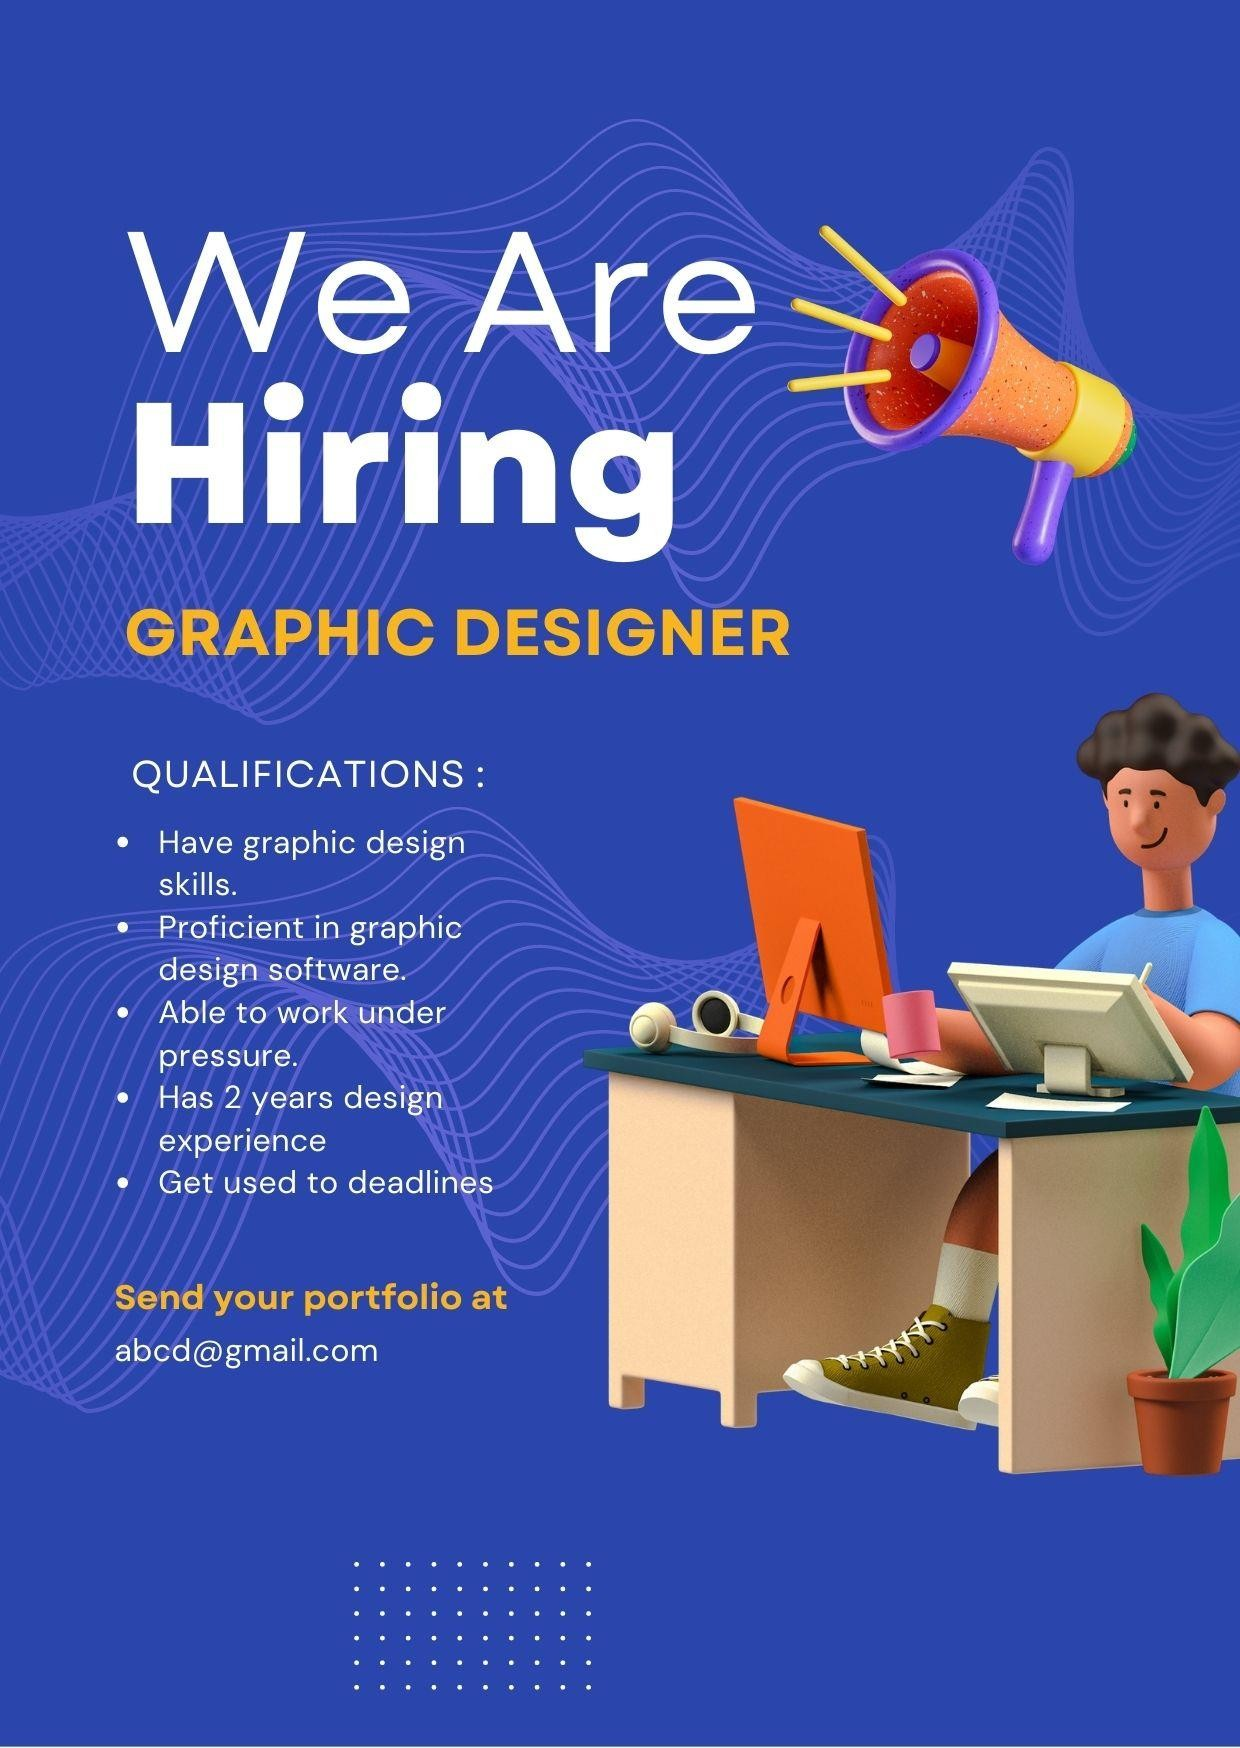 We Are
Hiring
GRAPHIC DESIGNER
QUALIFICATIONS :
• Have graphic design
skills.
• Proficient in graphic
design software.
• Able to work under
pressure.
• Has 2 years design
experience
• Get used to deadlines
Send your portfolio at
abcd@gmail.com